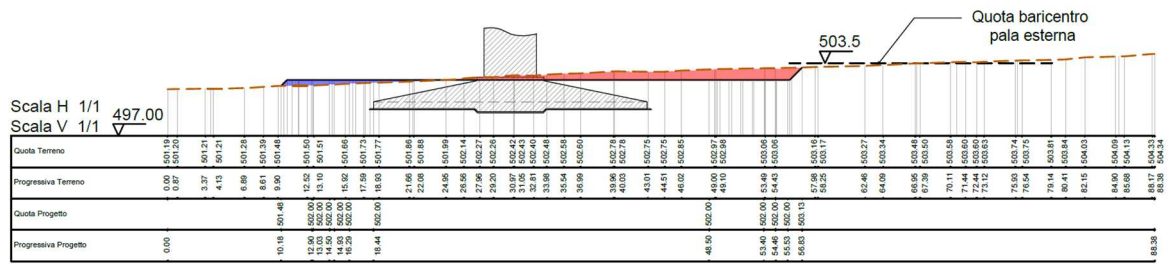 Quota baricentro
pala esterna
503.5
Scala H 1/1
Scala V 1/1
497.00
Quota Terreno
501.19 501.20 501.21 501.21 501.28 501.39 501.48 501.50 501.51 501.66 501.77 501.86 501.88 501.99 502.14 502.27 502.26 502.42 502.43 502.40 502.48 502.58 502.60 502.78 502.78 502.75 502.75 502.85 502.97 502.98 503.06 503.06 503.16 503.17 503.27 503.34 503.48 503.50 503.58 503.60 503.60 503.63 503.74 503.75 503.81 503.84 504.03 504.09 504.13 504.33 504.34
Progressiva Terreno
0.00 0.87 3.37 4.13 6.89 8.61 9.90 12.52 13.10 15.92 17.59 18.93 21.66 22.08 24.95 26.56 27.96 29.20 30.97 31.05 32.81 33.98 35.54 36.99 39.96 40.03 43.01 44.51 46.02 49.00 49.10 53.49 54.43 57.98 58.25 62.46 64.09 66.95 67.39 70.11 71.44 72.44 73.12 75.93 76.54 79.14 80.41 82.15 84.90 85.68 88.17 88.38
Quota Progetto
501.48 502.00 502.00 502.00 502.00 502.00 502.00 502.00 502.00 502.00 502.00 503.13
Progressiva Progetto
0.00 10.18 12.90 13.03 14.50 14.93 16.29 18.44 48.50 53.40 54.46 55.53 56.83 88.38